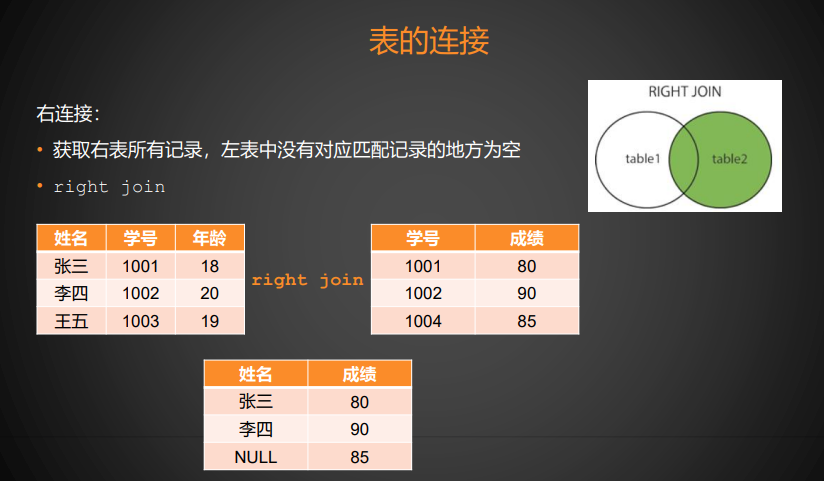 表的连接
RIGHT JOIN
table1 table2
右连接：
• 获取右表所有记录，左表中没有对应匹配记录的地方为空
• right join
姓名 学号 年龄
张三 1001 18
李四 1002 20
王五 1003 19
right join
学号 成绩
1001 80
1002 90
1004 85
姓名 成绩
张三 80
李四 90
NULL 85